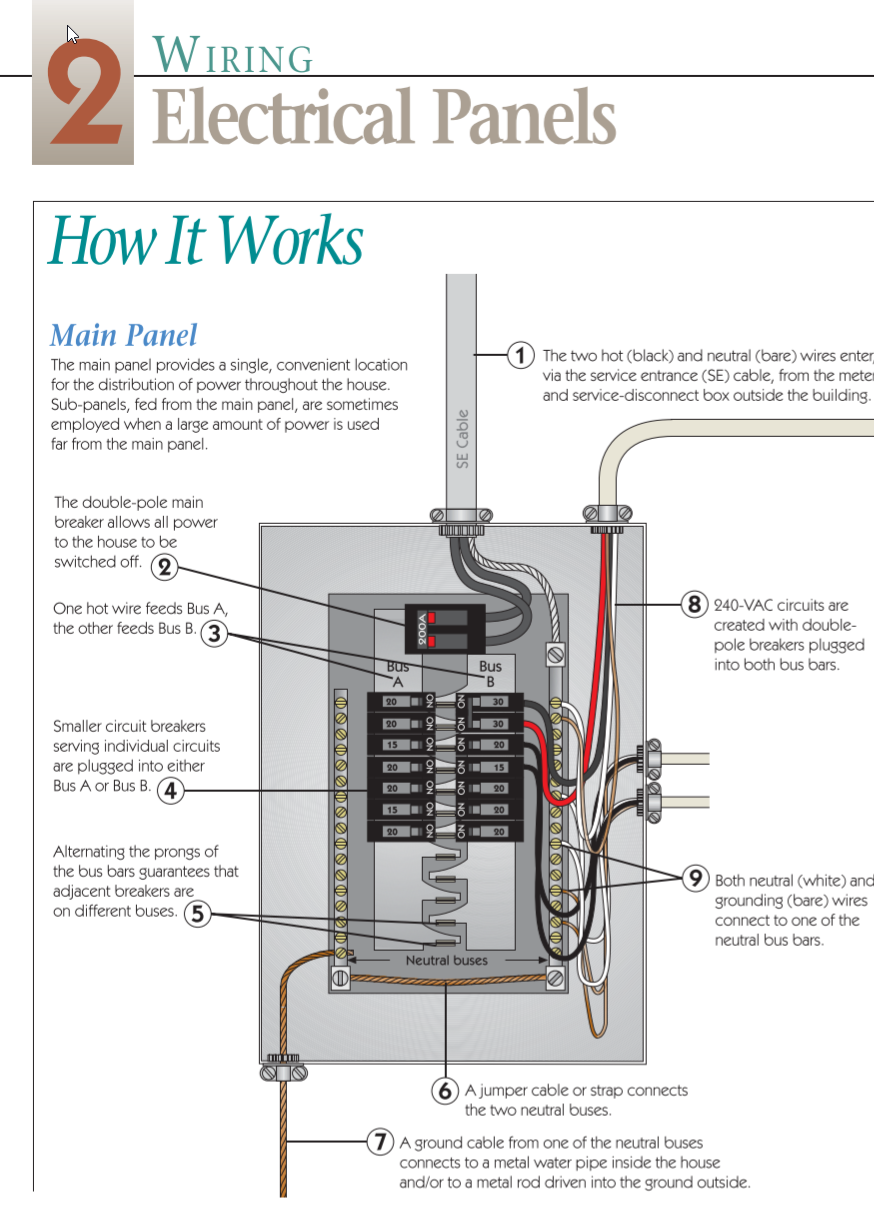 2
WIRING
Electrical Panels
How It Works
Main Panel
The main panel provides a single, convenient location
for the distribution of power throughout the house.
Sub-panels, fed from the main panel, are sometimes
employed when a large amount of power is used
far from the main panel.
1 The two hot (black) and neutral (bare) wires enter,
via the service entrance (SE) cable, from the meter
and service-disconnect box outside the building.
SE Cable
The double-pole main
breaker allows all power
to the house to be
switched off. 2
One hot wire feeds Bus A,
the other feeds Bus B. 3
200A
Bus
A
Bus
B
20 ON ON 30
20 ON ON 30
15 ON ON 20
20 ON ON 15
20 ON ON 20
15 ON ON 20
20 ON ON 20
8 240-VAC circuits are
created with double-
pole breakers plugged
into both bus bars.
Smaller circuit breakers
serving individual circuits
are plugged into either
Bus A or Bus B. 4
Alternating the prongs of
the bus bars guarantees that
adjacent breakers are
on different buses. 5
9 Both neutral (white) and
grounding (bare) wires
connect to one of the
neutral bus bars.
Neutral buses
6 A jumper cable or strap connects
the two neutral buses.
7 A ground cable from one of the neutral buses
connects to a metal water pipe inside the house
and/or to a metal rod driven into the ground outside.